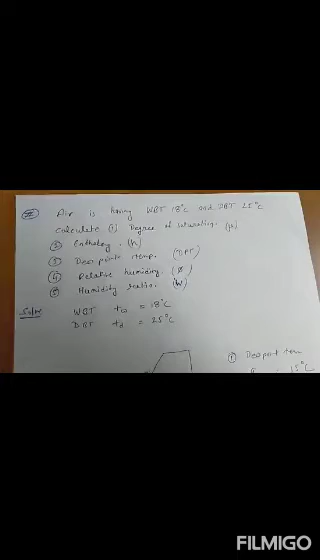 Air is having WBT 18°C and DBT 25°C
calculate ① Degree of saturation. (μ)
② Enthalpy. (h)
③ Dew point temp. (DPT)
④ Relative humidity. (ϕ)
⑤ Humidity ratio. (W)
Soln WBT tω = 18°C
DBT td = 25°C
① Dew point tem
= 15°C
FILMIGO